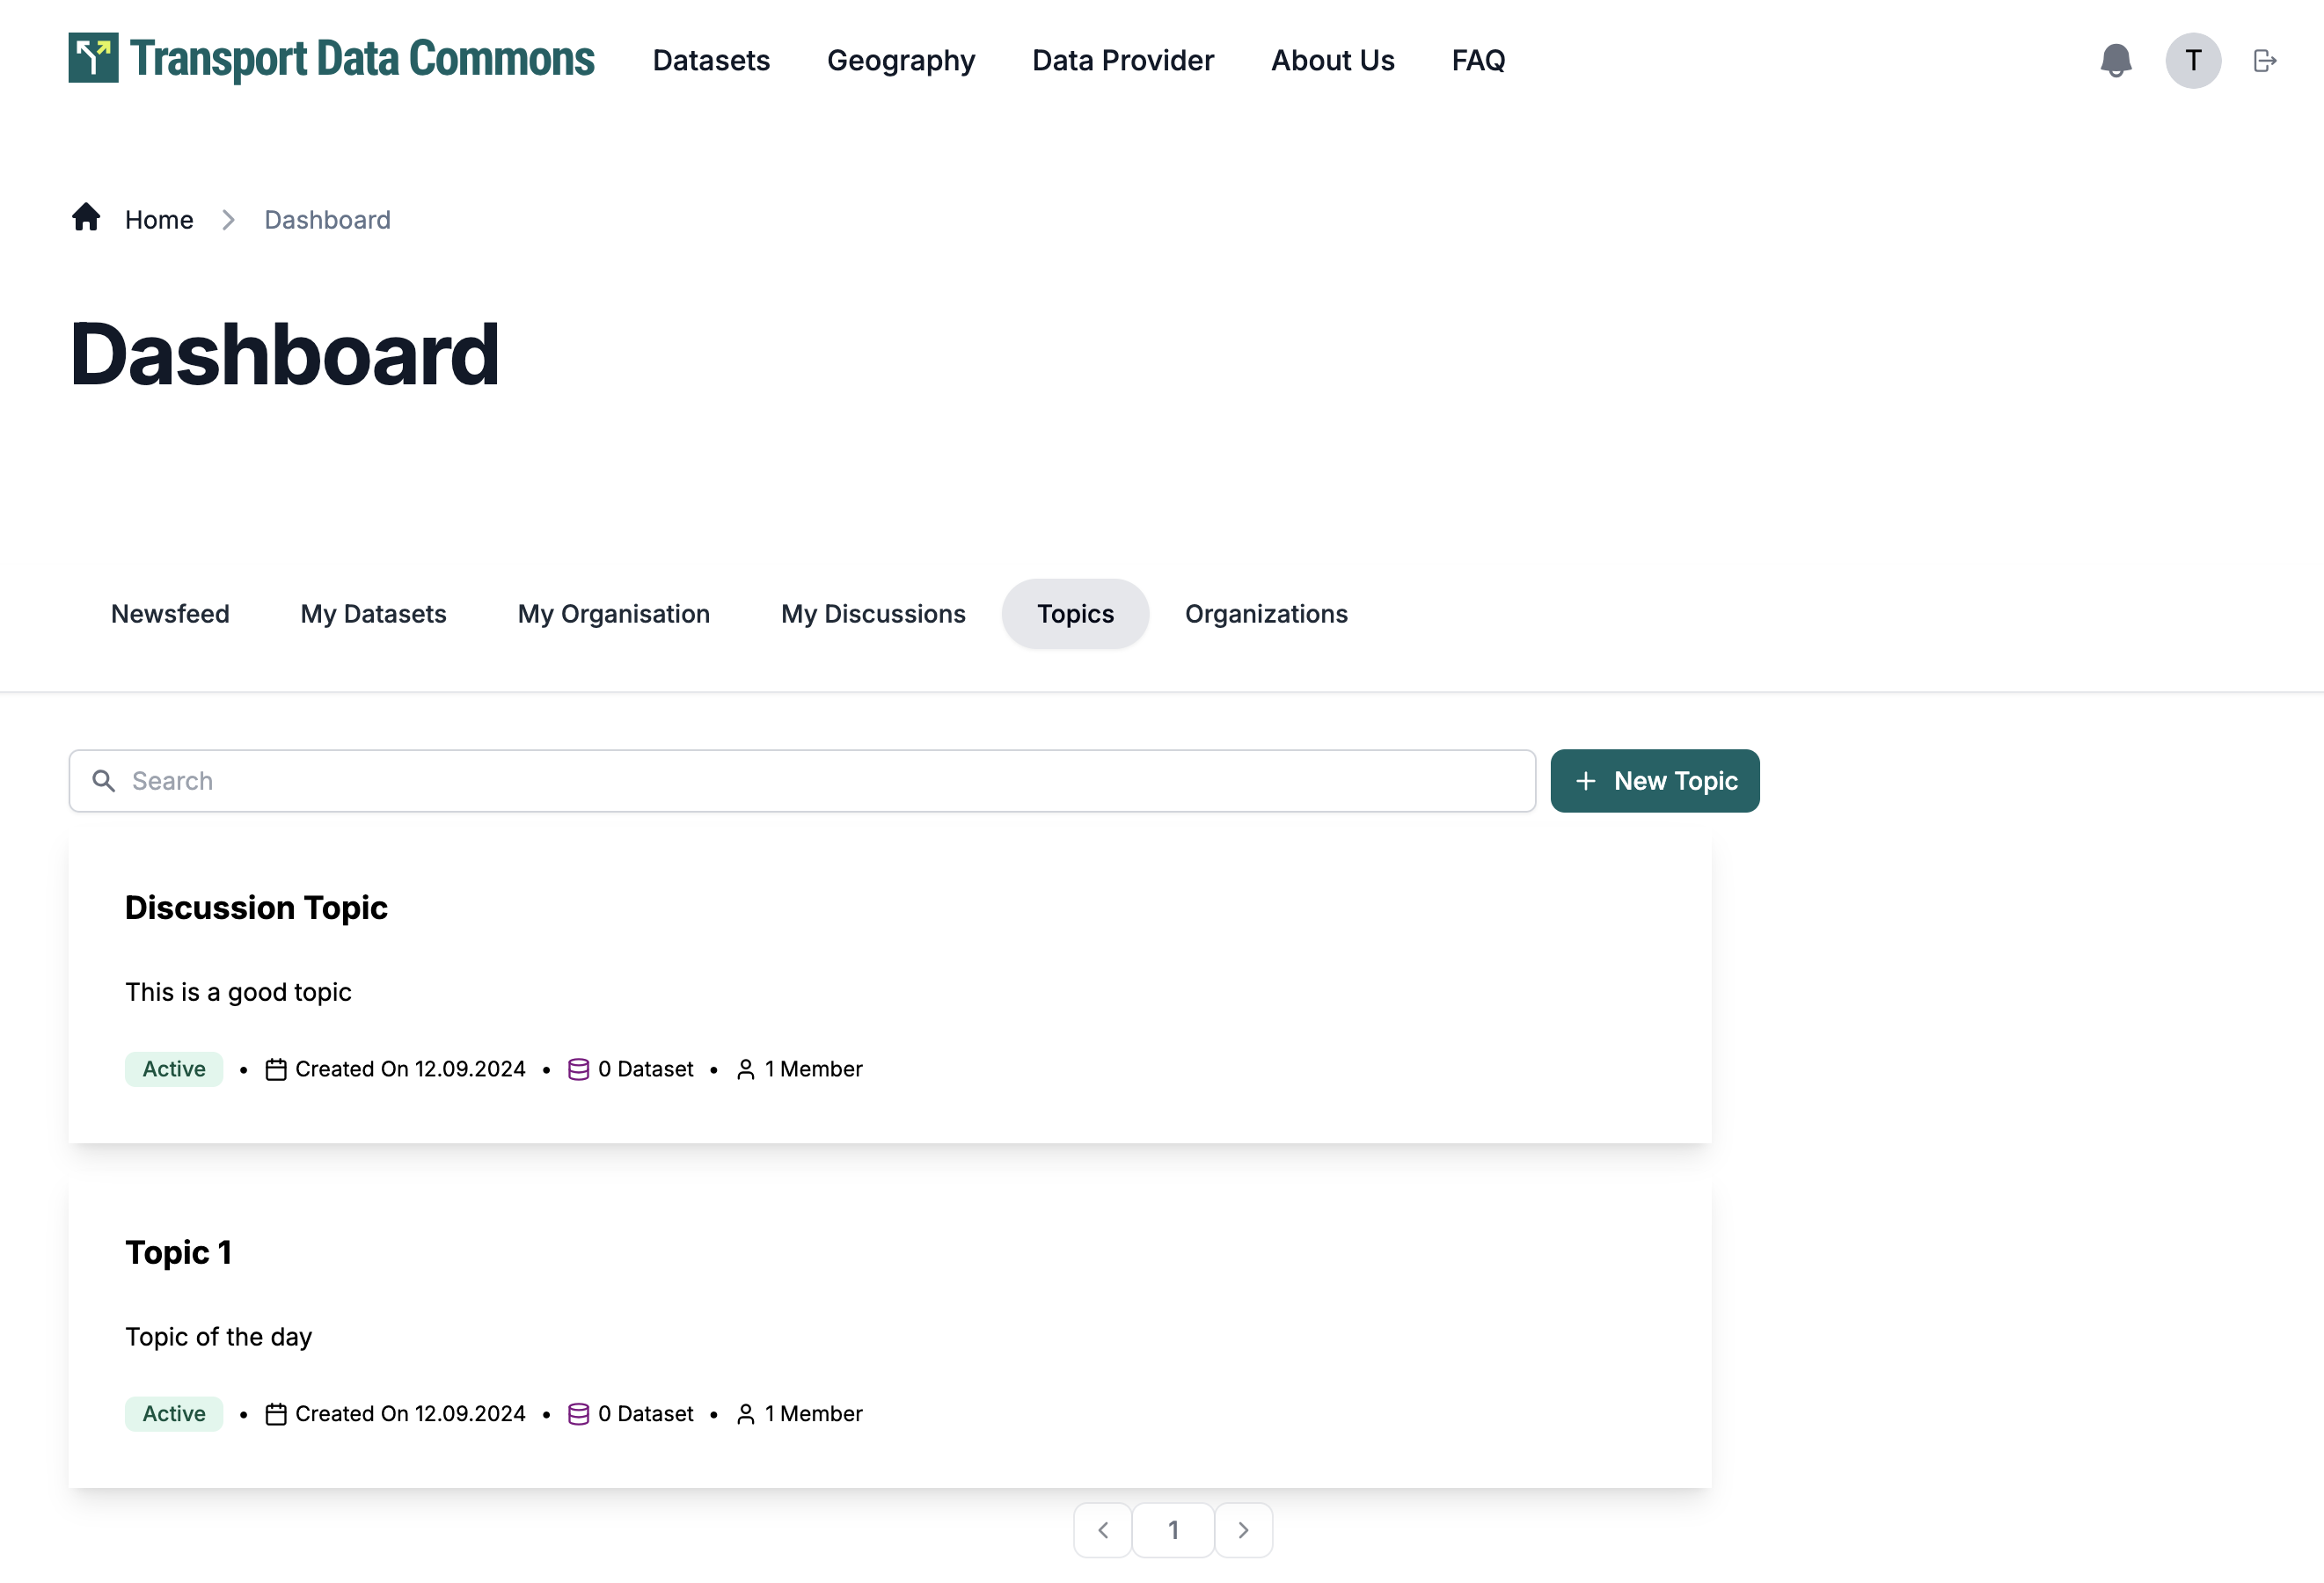 Transport Data Commons Datasets Geography Data Provider About Us FAQ T
Home Dashboard
Dashboard
Newsfeed My Datasets My Organisation My Discussions Topics Organizations
Search + New Topic
Discussion Topic
This is a good topic
Active • Created On 12.09.2024 • 0 Dataset • 1 Member
Topic 1
Topic of the day
Active • Created On 12.09.2024 • 0 Dataset • 1 Member
1